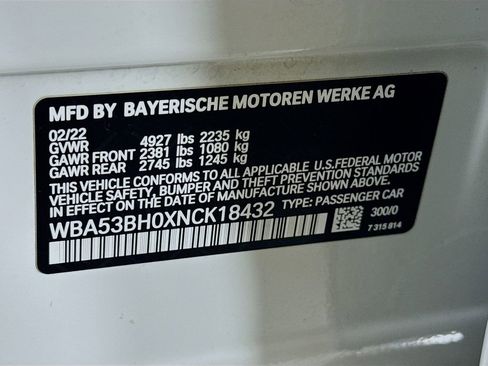 MFD BY BAYERISCHE MOTOREN WERKE AG
02/22
GVWR 4927 lbs 2235 kg
GAWR FRONT 2381 lbs 1080 kg
GAWR REAR 2745 lbs 1245 kg
THIS VEHICLE CONFORMS TO ALL APPLICABLE U.S.FEDERAL MOTOR
VEHICLE SAFETY, BUMPER AND THEFT PREVENTION STANDARDS
IN EFFECT ON THE DATE OF MANUFACTURE SHOWN ABOVE.
WBA53BH0XNCK18432 TYPE: PASSENGER CAR
300/0
7 315 814